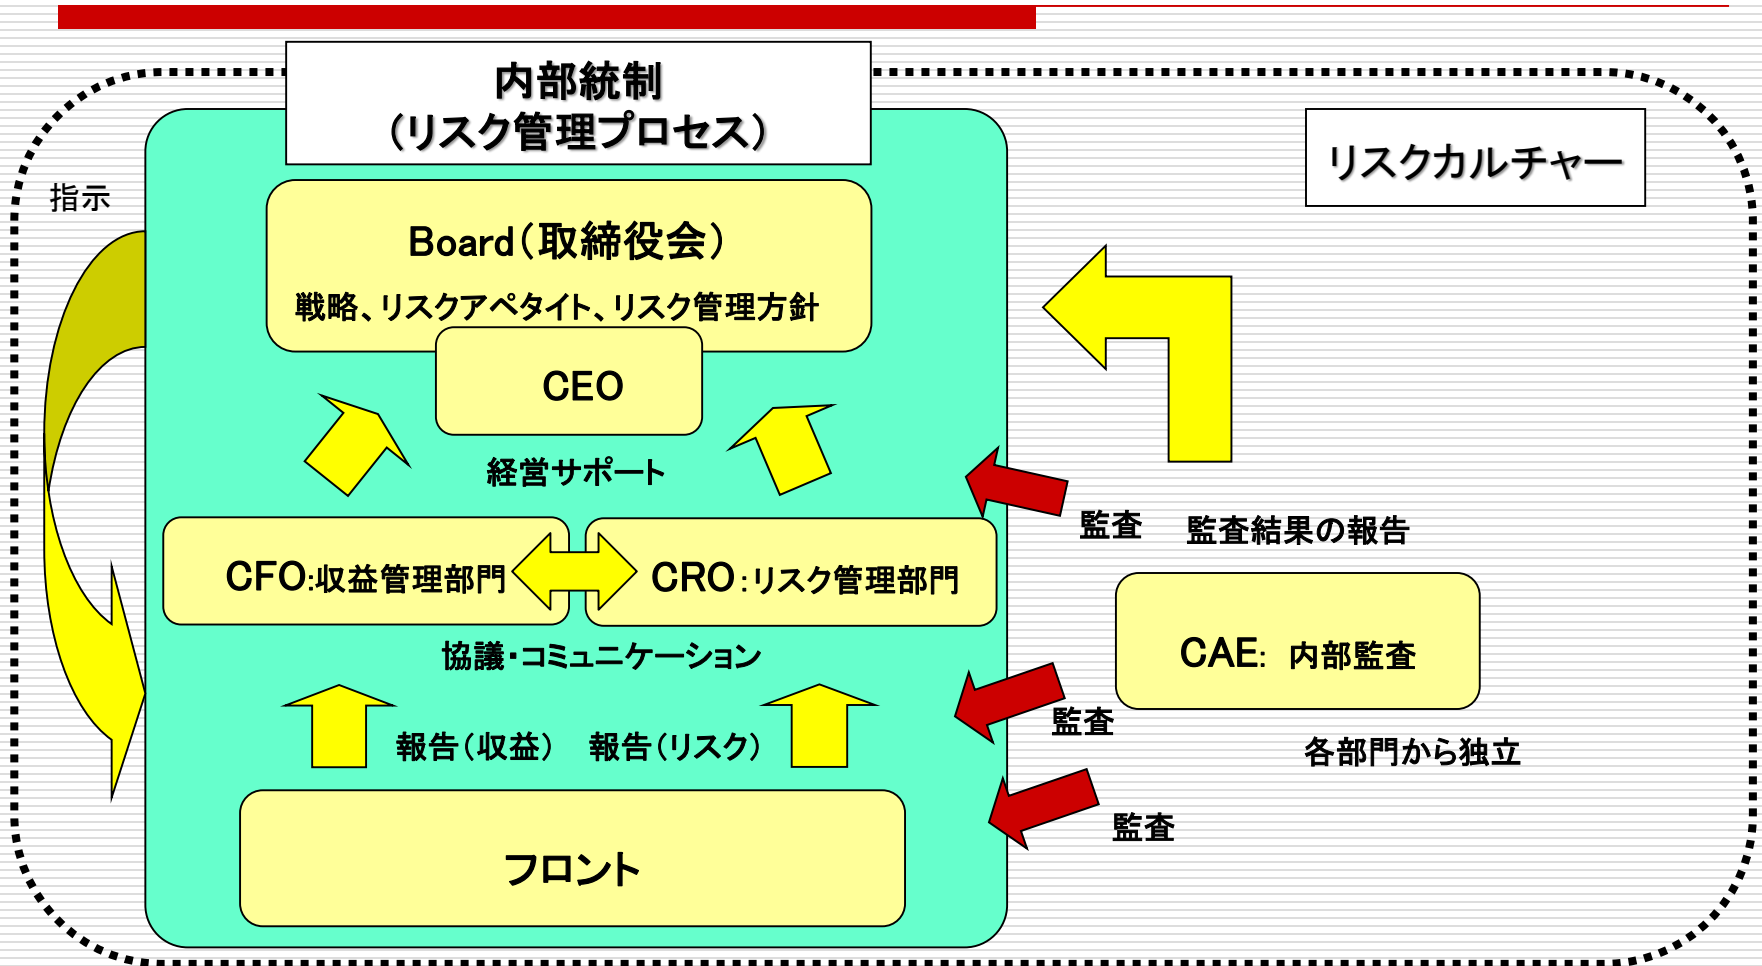 内部統制
（リスク管理プロセス）
リスクカルチャー
指示
Board（取締役会）
戦略、リスクアペタイト、リスク管理方針
CEO
経営サポート
監査
監査結果の報告
CFO:収益管理部門
CRO：リスク管理部門
協議・コミュニケーション
CAE： 内部監査
監査
報告（収益）
報告（リスク）
各部門から独立
監査
フロント